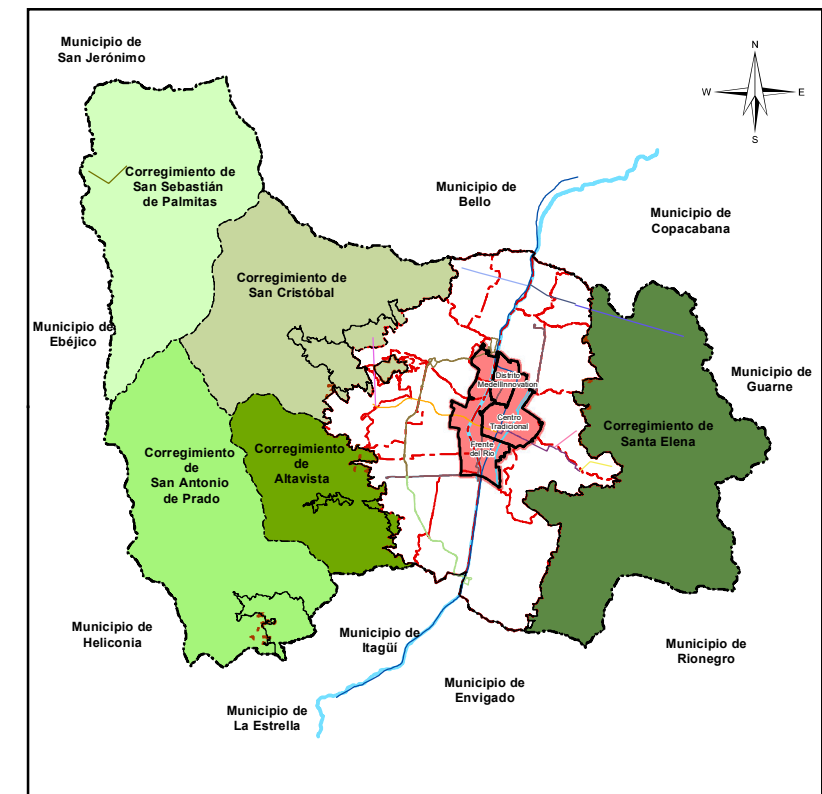 Municipio de
San Jerónimo
N
W
E
S
Corregimiento de
San Sebastián
de Palmitas
Municipio de
Bello
Municipio de
Copacabana
Corregimiento de
San Cristóbal
Municipio de
Ebéjico
Distrito
Medellinnovation
Municipio de
Guarne
Centro
Tradicional
Corregimiento de
Santa Elena
Frente
del Río
Corregimiento
de
San Antonio
de Prado
Corregimiento
de
Altavista
Municipio de
Heliconia
Municipio de
Itagüí
Municipio de
Rionegro
Municipio de
Envigado
Municipio de
La Estrella